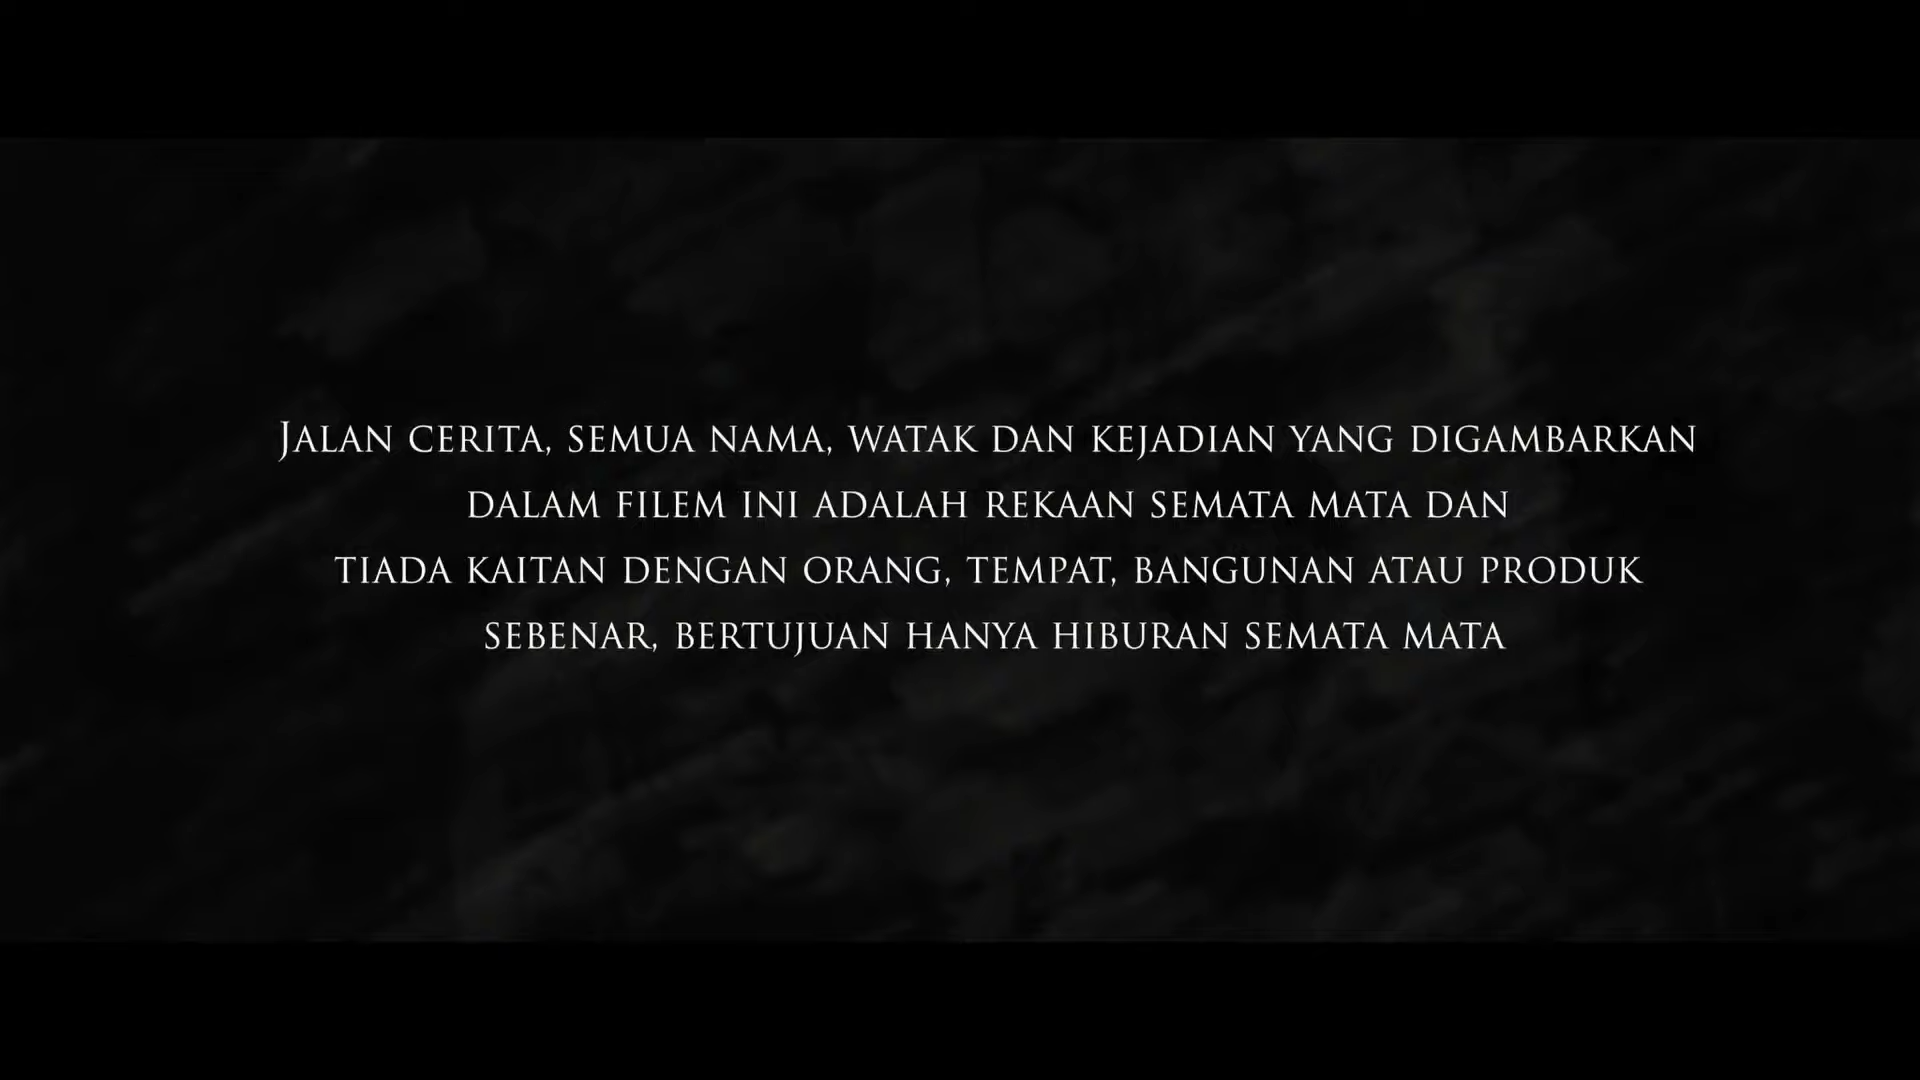 JALAN CERITA, SEMUA NAMA, WATAK DAN KEJADIAN YANG DIGAMBARKAN
DALAM FILEM INI ADALAH REKAAN SEMATA MATA DAN
TIADA KAITAN DENGAN ORANG, TEMPAT, BANGUNAN ATAU PRODUK
SEBENAR, BERTUJUAN HANYA HIBURAN SEMATA MATA